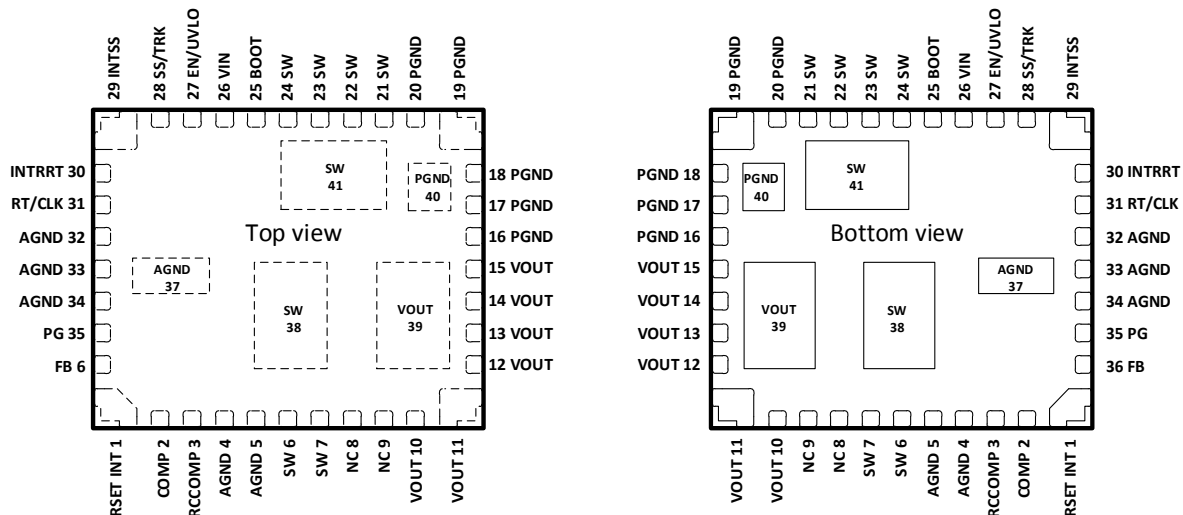 29 INTSS
28 SS/TRK
27 EN/UVLO
26 VIN
25 BOOT
24 SW
23 SW
22 SW
21 SW
20 PGND
19 PGND
INTRRT 30
RT/CLK 31
AGND 32
AGND 33
AGND 34
PG 35
FB 6
SW
41
PGND
40
Top view
AGND
37
SW
38
VOUT
39
18 PGND
17 PGND
16 PGND
15 VOUT
14 VOUT
13 VOUT
12 VOUT
RSET INT 1
COMP 2
RCCOMP 3
AGND 4
AGND 5
SW 6
SW 7
NC 8
NC 9
VOUT 10
VOUT 11
19 PGND
20 PGND
21 SW
22 SW
23 SW
24 SW
25 BOOT
26 VIN
27 EN/UVLO
28 SS/TRK
29 INTSS
PGND 18
PGND 17
PGND 16
VOUT 15
VOUT 14
VOUT 13
VOUT 12
PGND
40
SW
41
Bottom view
VOUT
39
SW
38
AGND
37
30 INTRRT
31 RT/CLK
32 AGND
33 AGND
34 AGND
35 PG
36 FB
VOUT 11
VOUT 10
NC 9
NC 8
SW 7
SW 6
AGND 5
AGND 4
RCCOMP 3
COMP 2
RSET INT 1